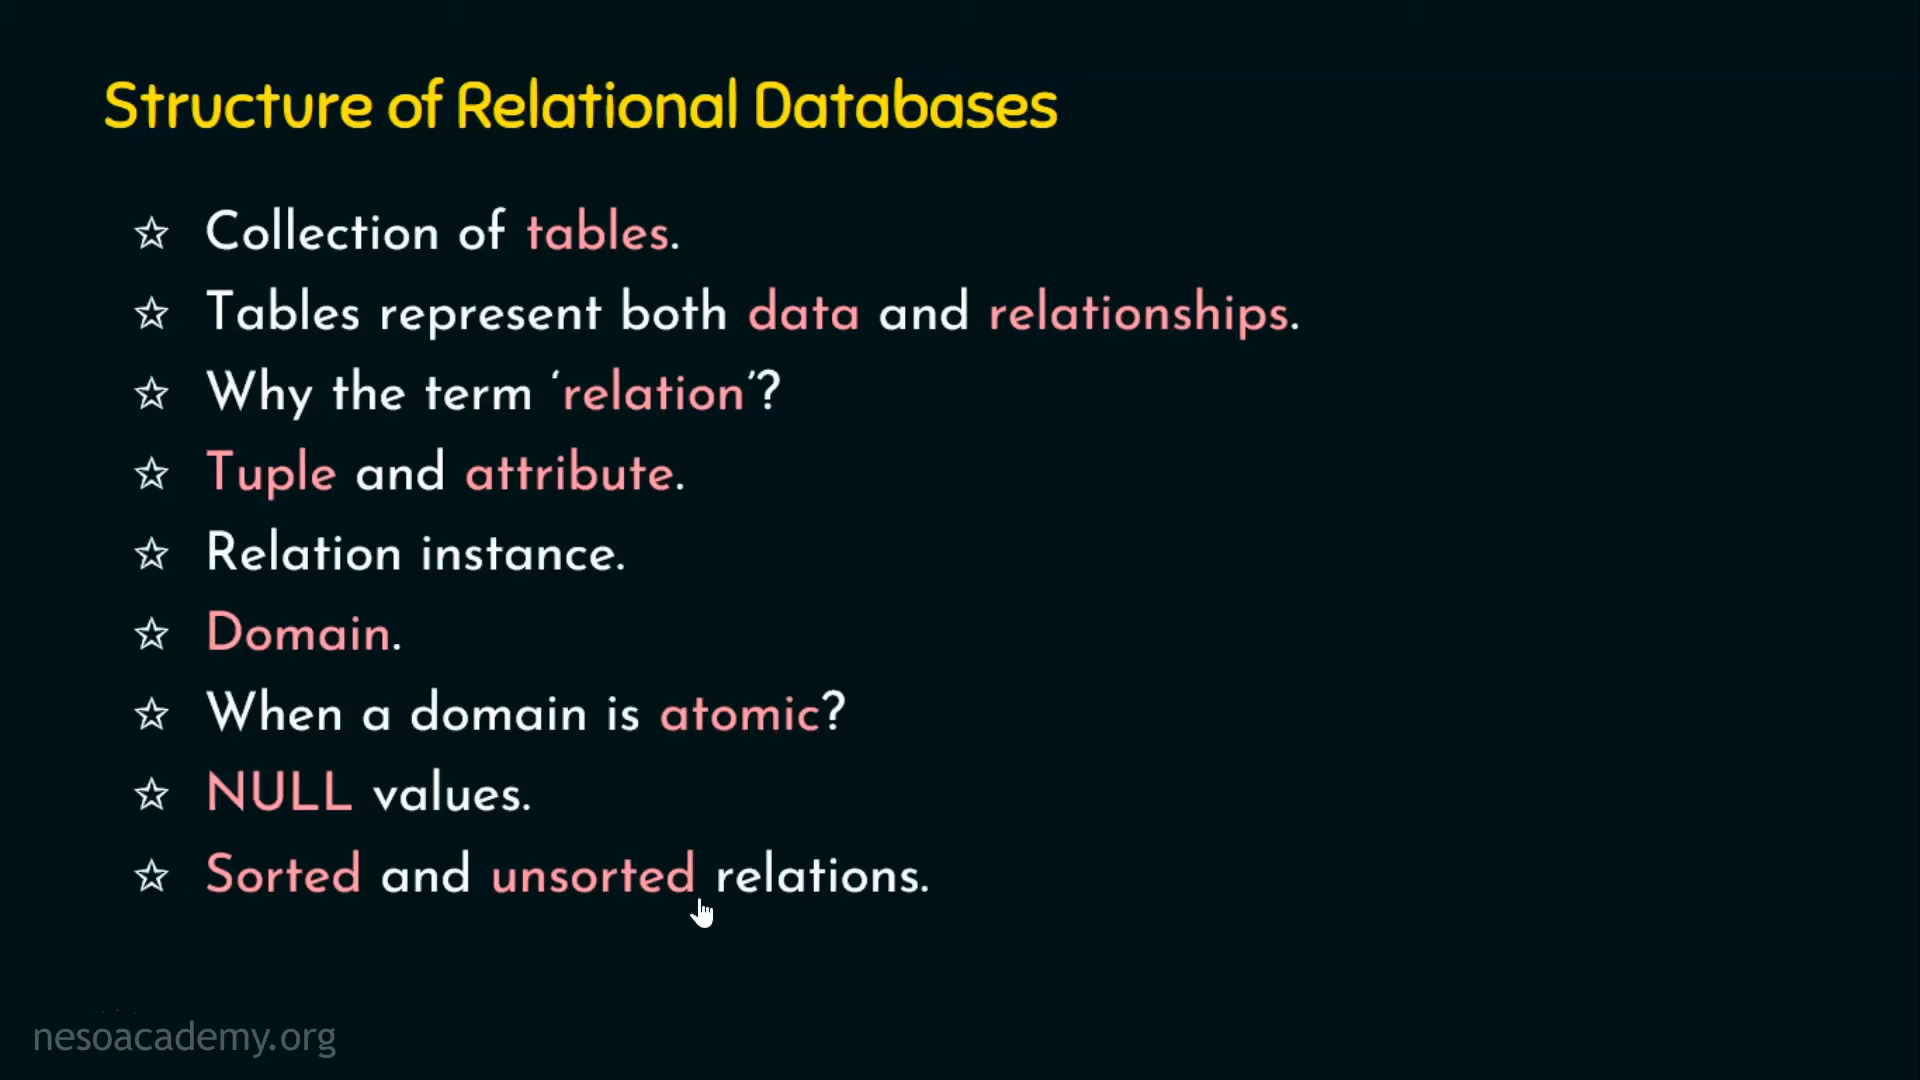 Structure of Relational Databases
☆ Collection of tables.
☆ Tables represent both data and relationships.
☆ Why the term ‘relation’?
☆ Tuple and attribute.
☆ Relation instance.
☆ Domain.
☆ When a domain is atomic?
☆ NULL values.
☆ Sorted and unsorted relations.
nesoacademy.org